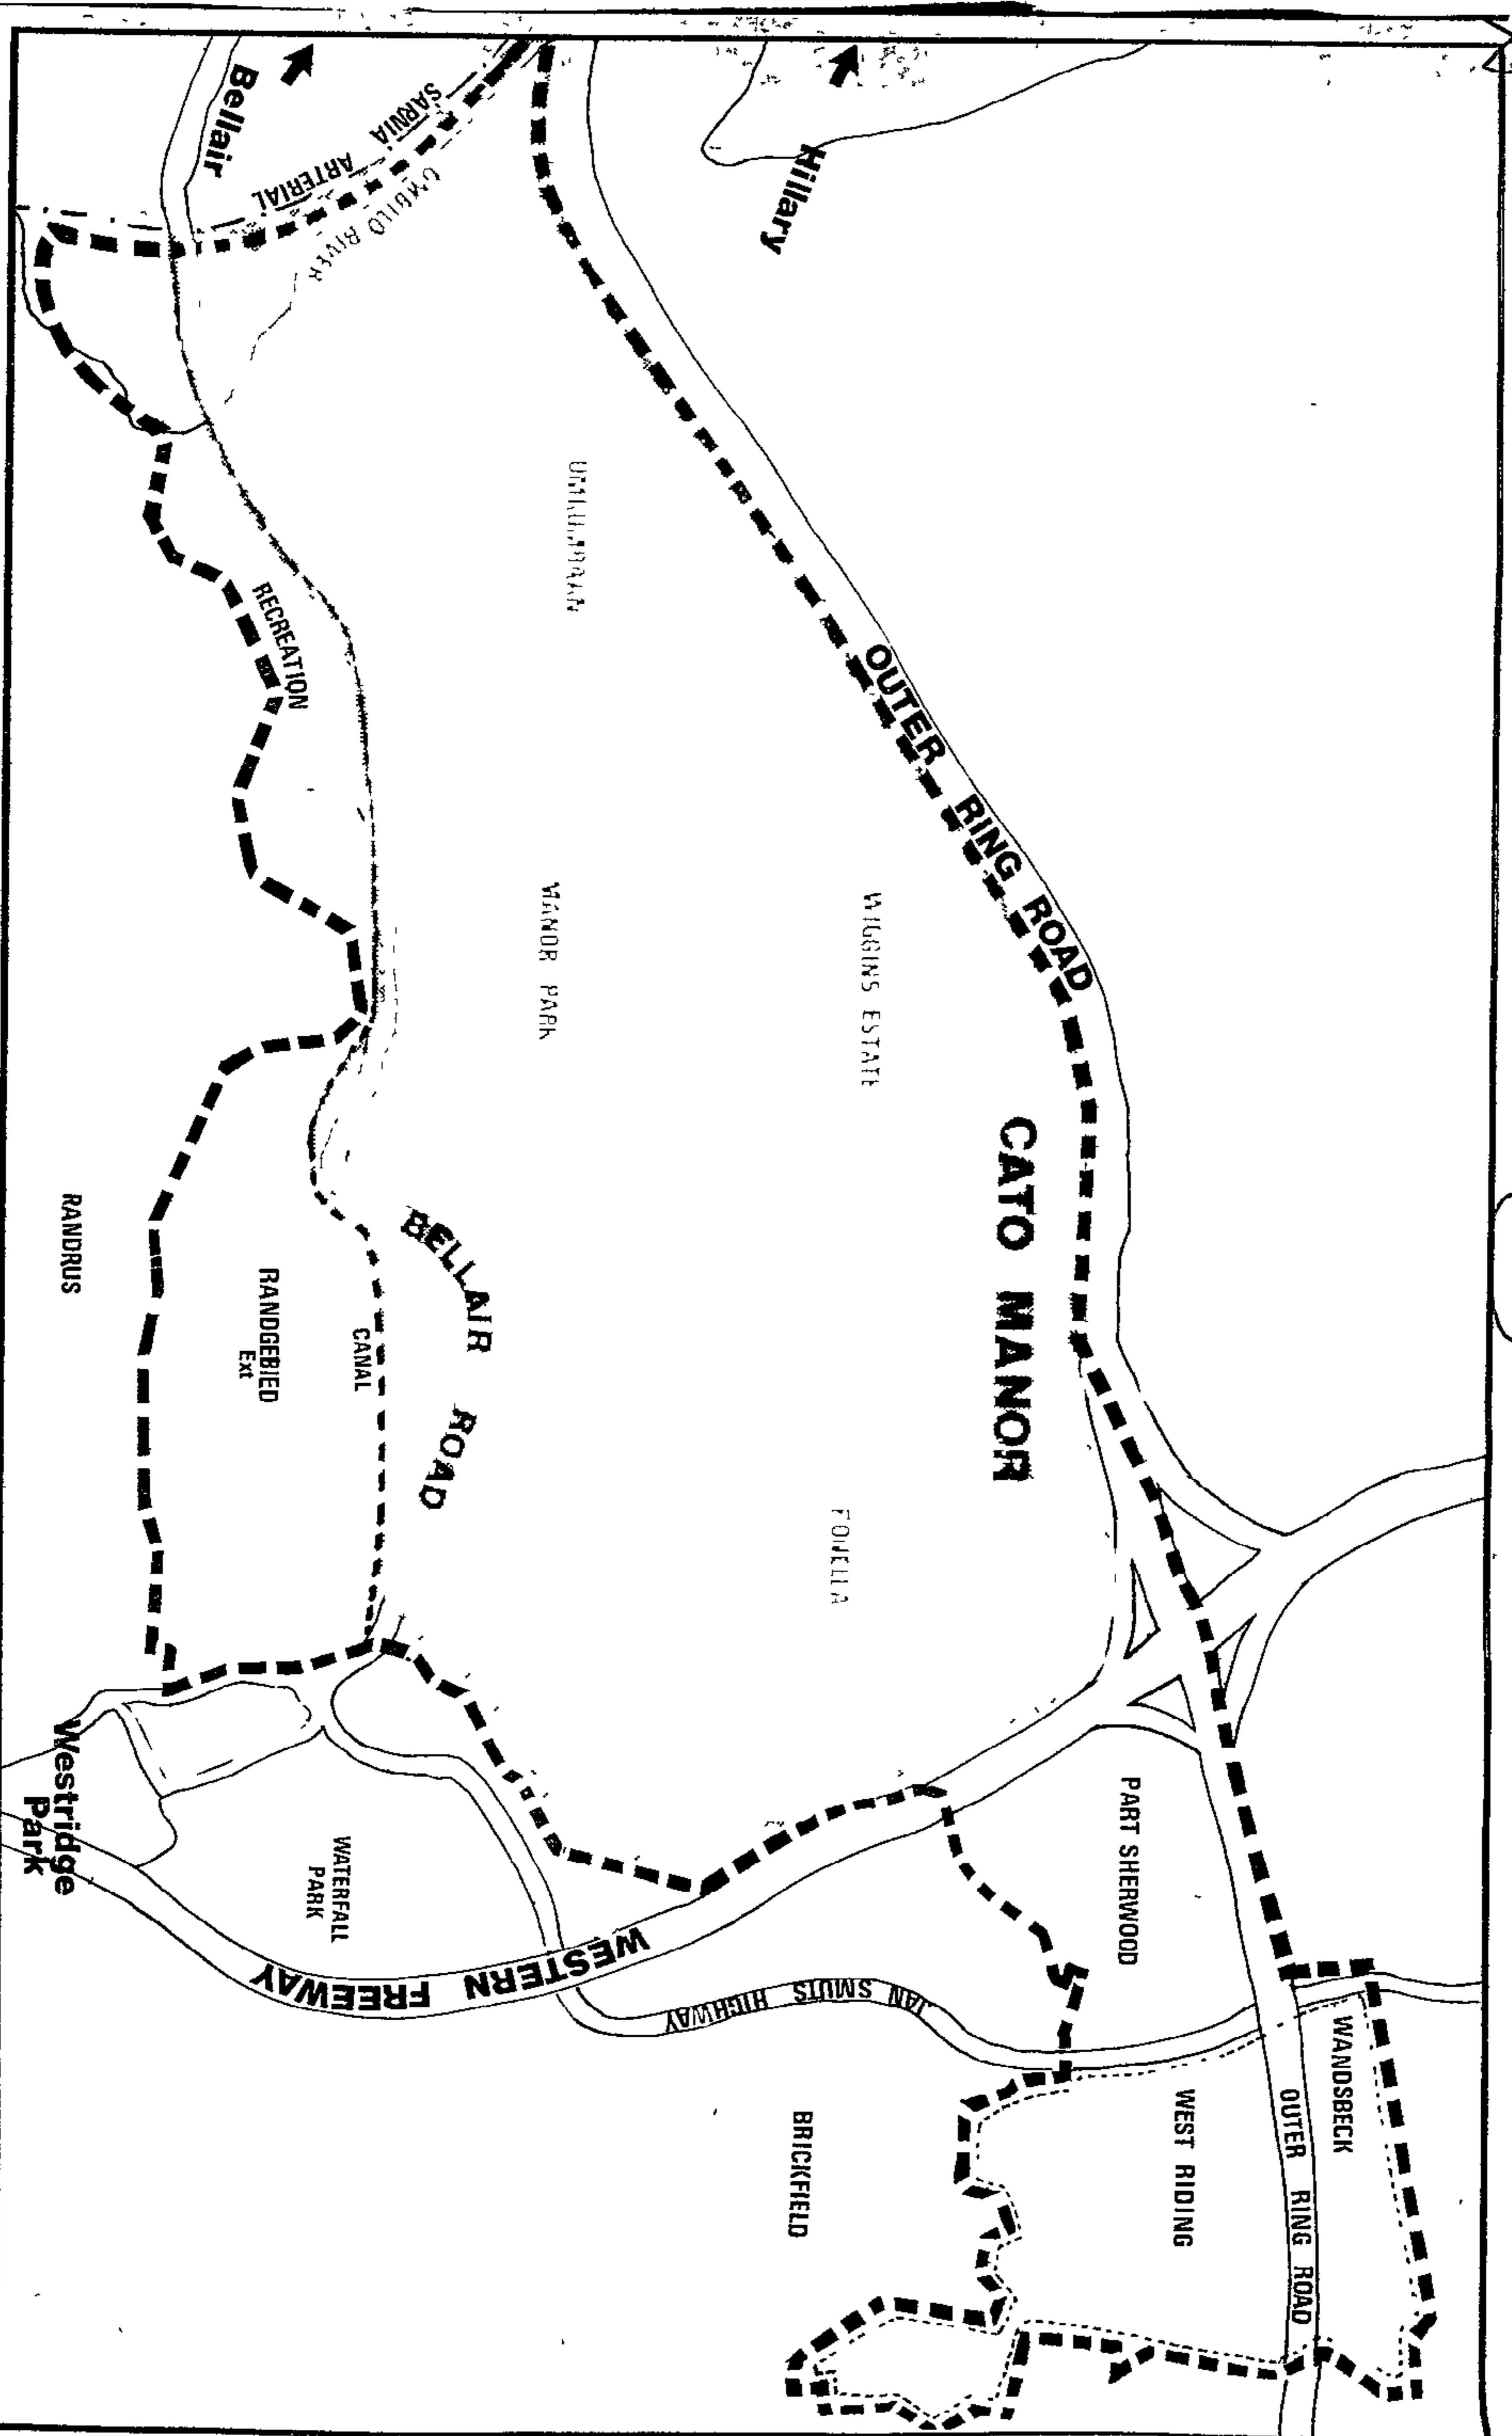 Hillary
Bellair
SARNIA ARTERIAL
UMBILO RIVER
OUTER RING ROAD
RECREATION
MANOR PARK
WIGGINS ESTATE
CATO MANOR
BELLAIR ROAD
CANAL
RANDGEBIED
Ext
RANDRUS
PART SHERWOOD
WESTERN FREEWAY
JAN SMUTS HIGHWAY
WATERFALL
PARK
Westridge
Park
WANDSBECK
OUTER RING ROAD
WEST RIDING
BRICKFIELD